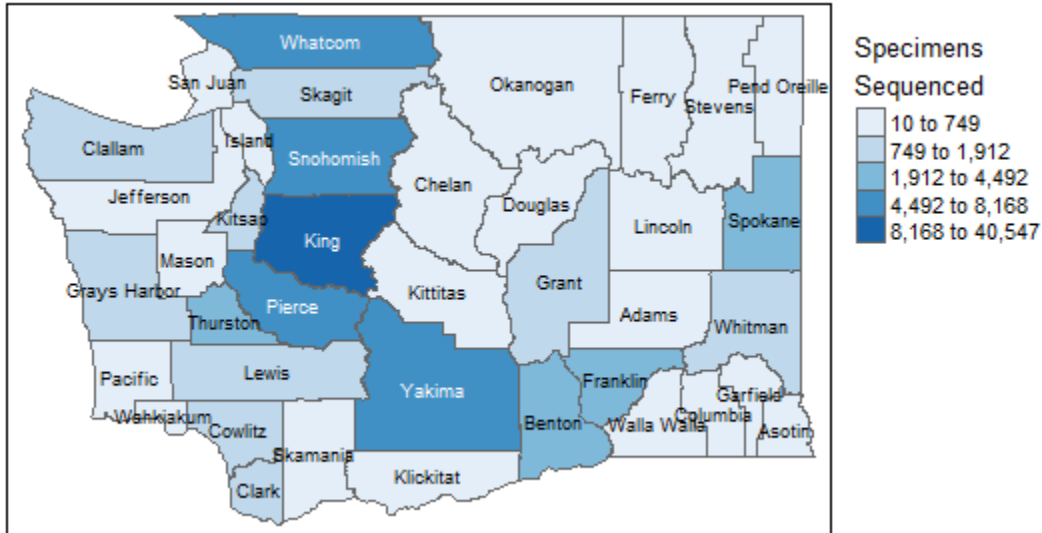 Whatcom
San Juan
Skagit
Okanogan
Ferry
Stevens
Pend Oreille
Clallam
Island
Snohomish
Jefferson
Chelan
Douglas
Kitsap
King
Lincoln
Spokane
Mason
Grays Harbor
Kittitas
Grant
Pierce
Thurston
Adams
Whitman
Pacific
Lewis
Yakima
Franklin
Garfield
Wahkiakum
Cowlitz
Benton
Walla Walla
Columbia
Asotin
Skamania
Klickitat
Clark
Specimens
Sequenced
10 to 749
749 to 1,912
1,912 to 4,492
4,492 to 8,168
8,168 to 40,547